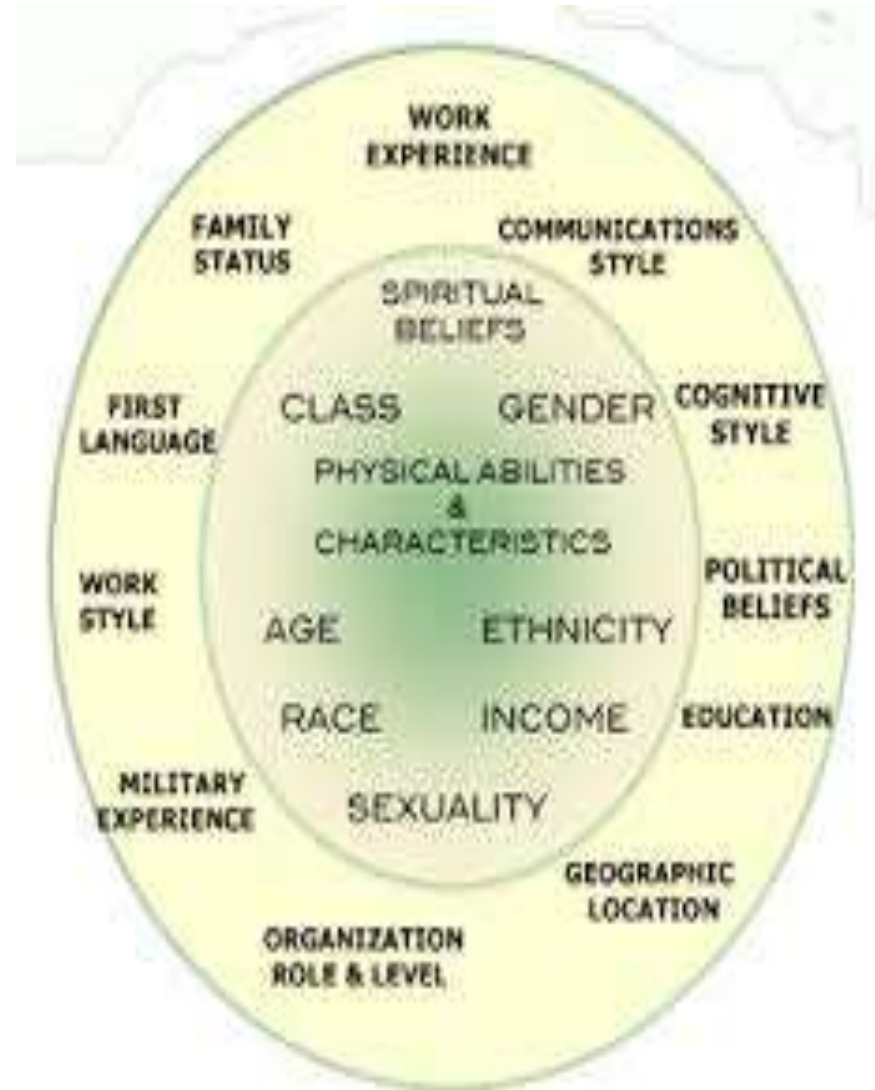 WORK
EXPERIENCE
FAMILY
STATUS
COMMUNICATIONS
STYLE
SPIRITUAL
BELIEFS
CLASS
GENDER
COGNITIVE
STYLE
FIRST
LANGUAGE
PHYSICAL ABILITIES
&
CHARACTERISTICS
WORK
STYLE
POLITICAL
BELIEFS
AGE
ETHNICITY
RACE
INCOME
EDUCATION
MILITARY
EXPERIENCE
SEXUALITY
GEOGRAPHIC
LOCATION
ORGANIZATION
ROLE & LEVEL